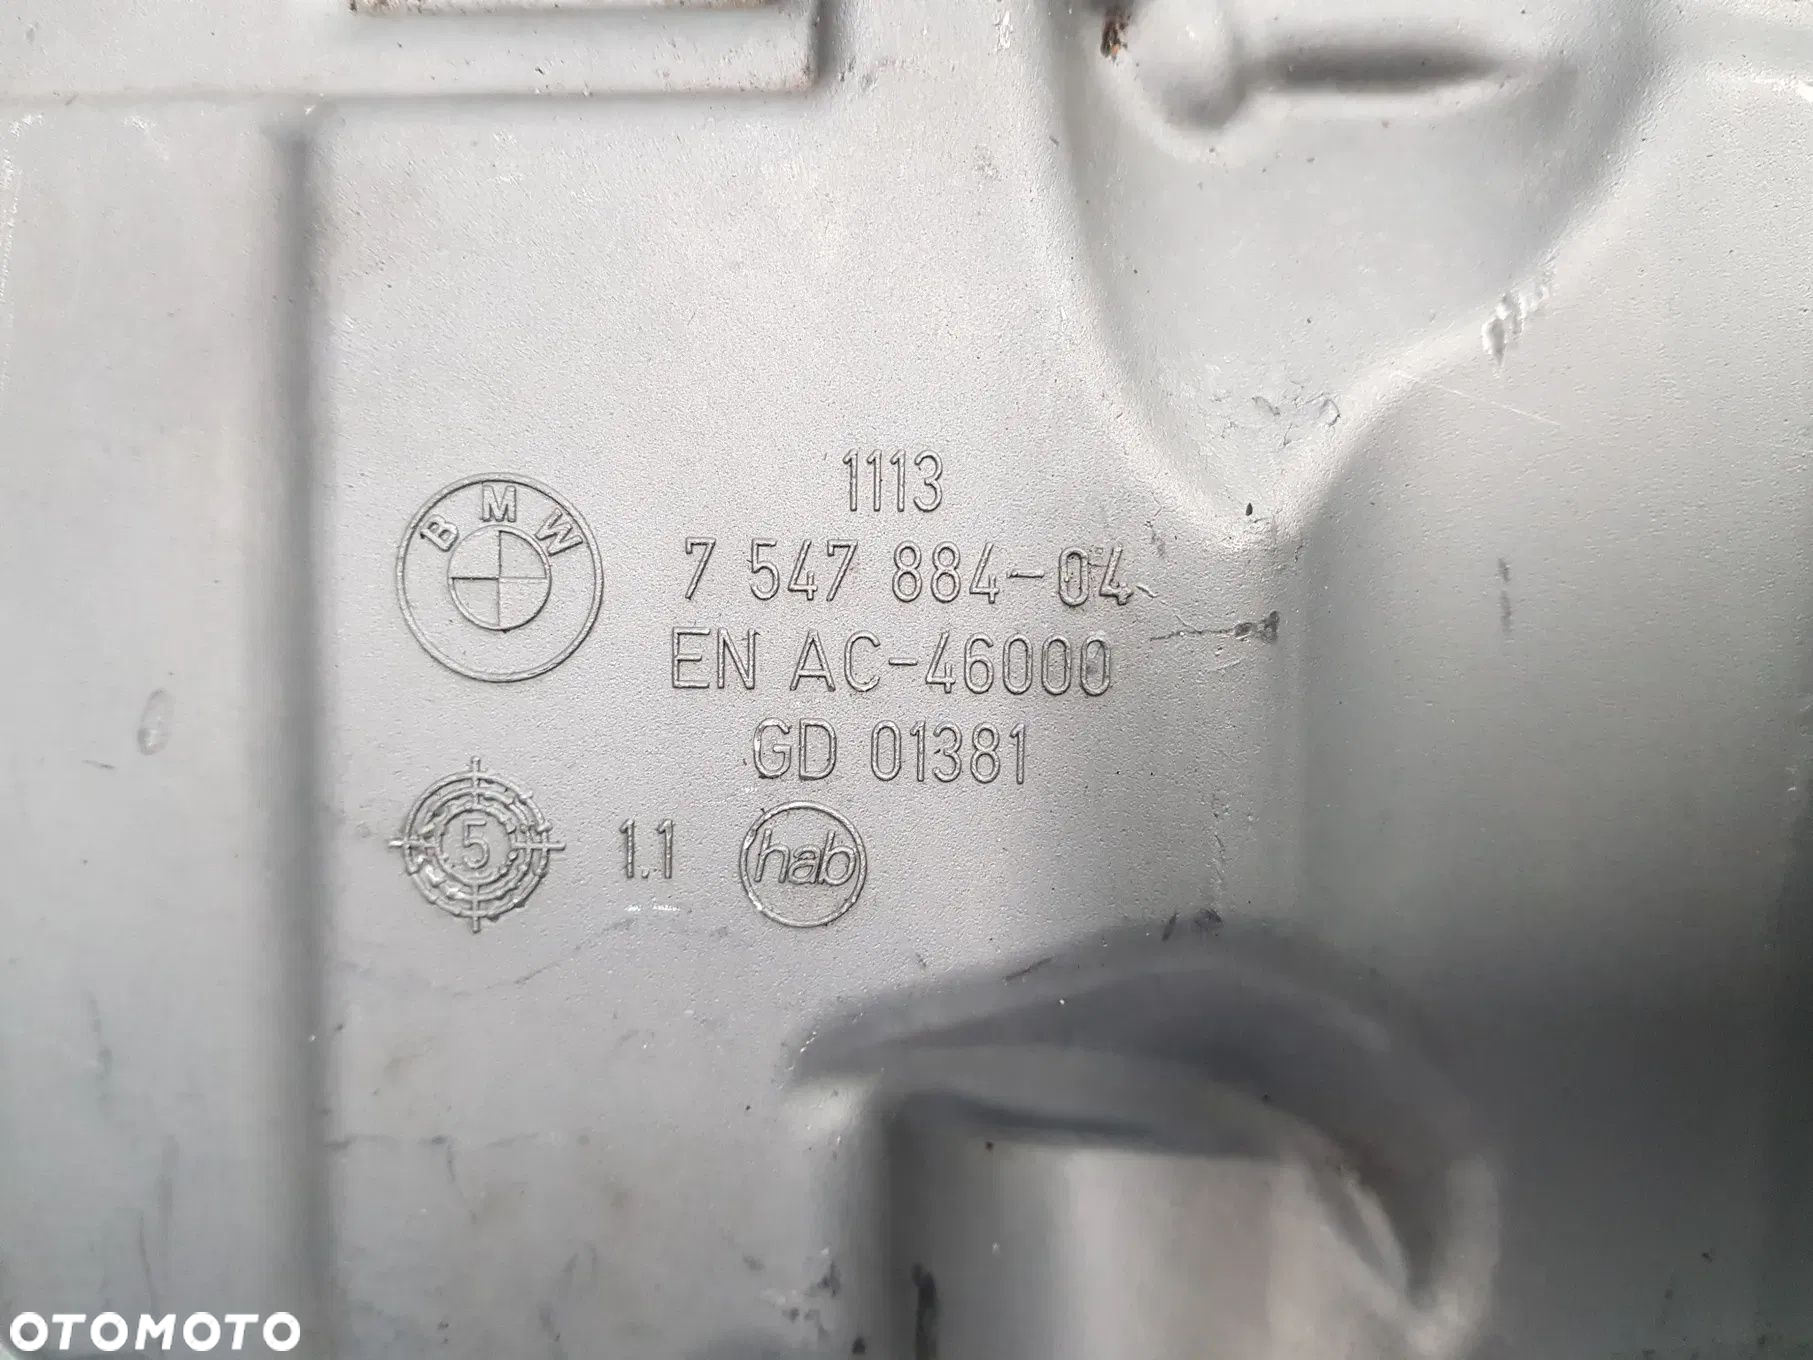 BMW
1113
7 547 884-04
EN AC-46000
GD 01381
5
1.1
hab
OTOMOTO